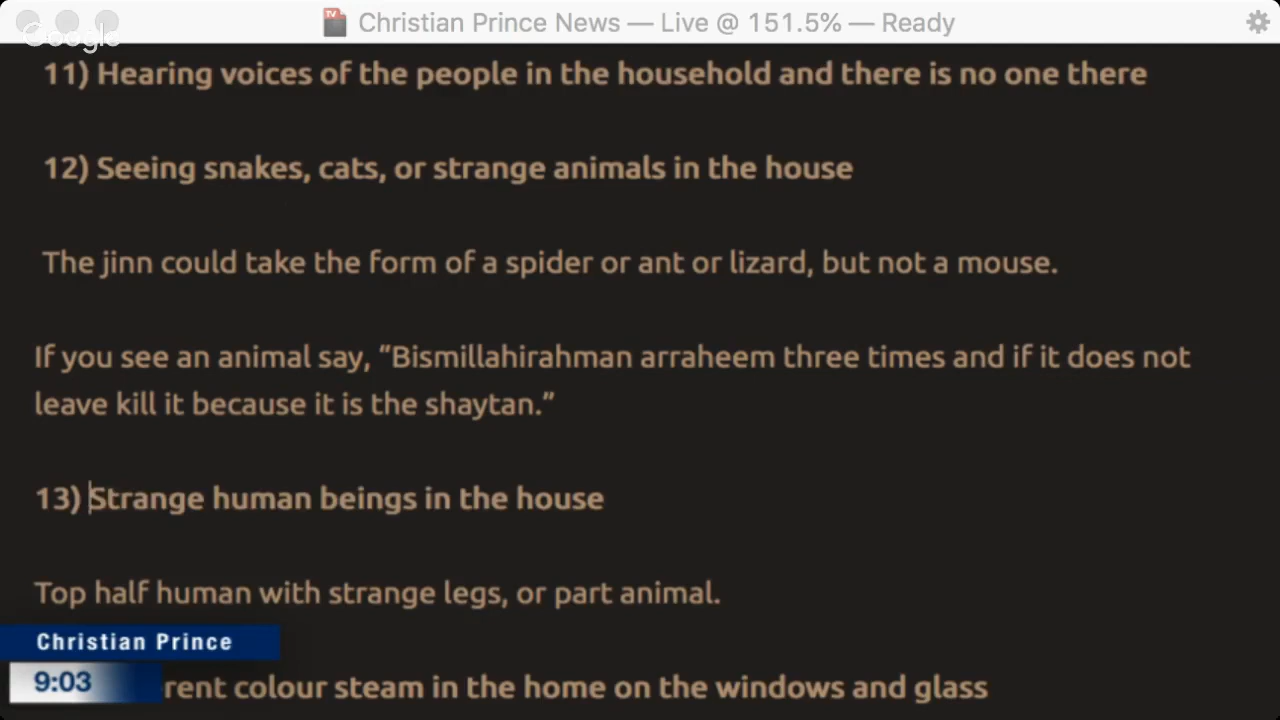 Christian Prince News — Live @ 151.5% — Ready
Google
11) Hearing voices of the people in the household and there is no one there
12) Seeing snakes, cats, or strange animals in the house
The jinn could take the form of a spider or ant or lizard, but not a mouse.
If you see an animal say, “Bismillahirahman arraheem three times and if it does not
leave kill it because it is the shaytan.”
13) Strange human beings in the house
Top half human with strange legs, or part animal.
Christian Prince
9:03
rent colour steam in the home on the windows and glass